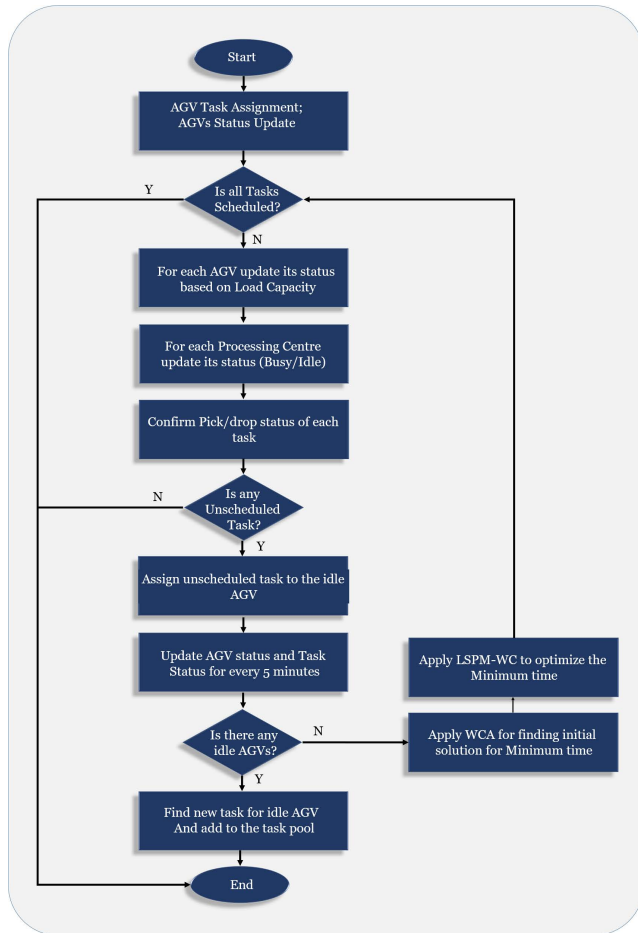 Start
AGV Task Assignment;
AGVs Status Update
Y
Is all Tasks
Scheduled?
N
For each AGV update its status
based on Load Capacity
For each Processing Centre
update its status (Busy/Idle)
Confirm Pick/drop status of each
task
N
Is any
Unscheduled
Task?
Y
Assign unscheduled task to the idle
AGV
Update AGV status and Task
Status for every 5 minutes
Apply LSPM-WC to optimize the
Minimum time
Is there any
idle AGVs?
N
Apply WCA for finding initial
solution for Minimum time
Y
Find new task for idle AGV
And add to the task pool
End